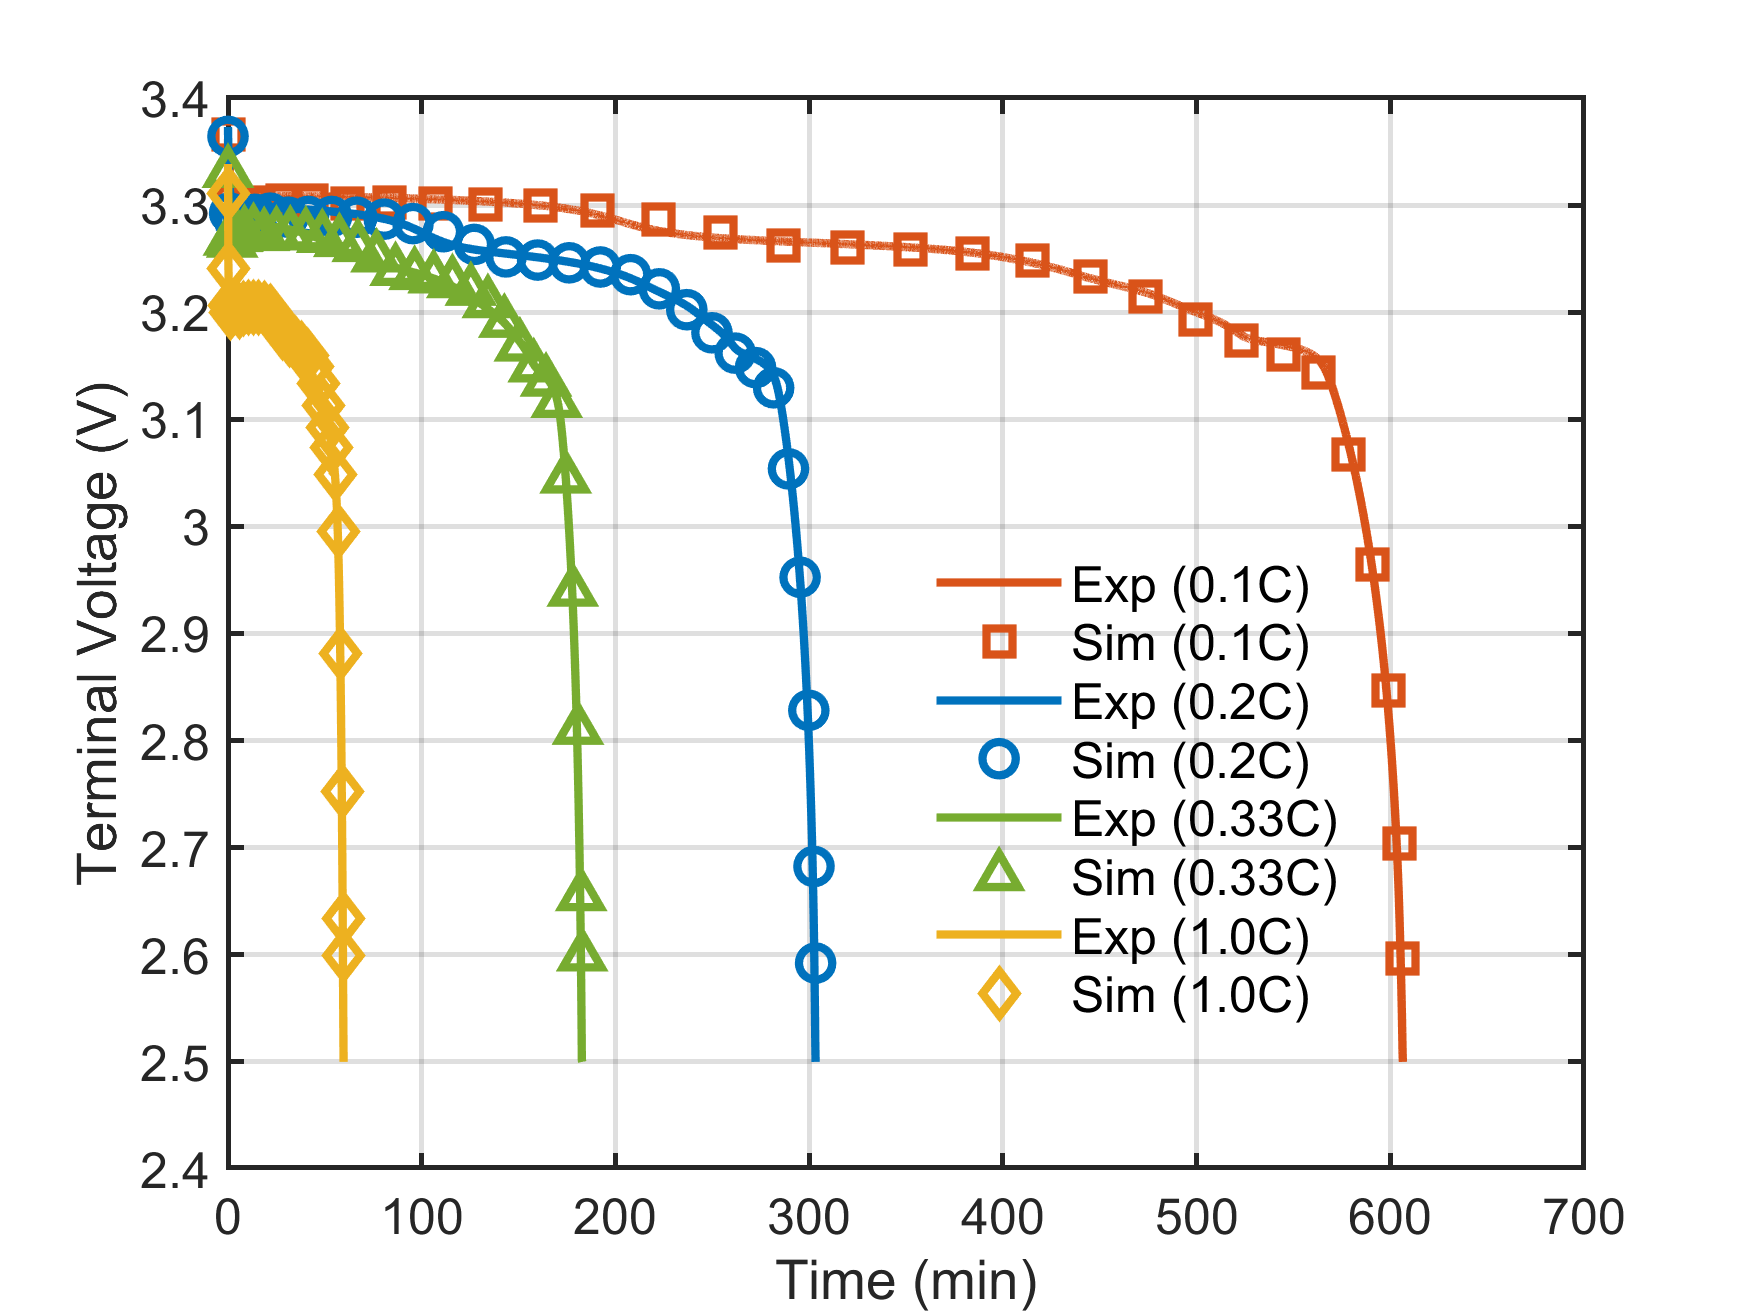 3.4
3.3
3.2
3.1
3
2.9
2.8
2.7
2.6
2.5
2.4
Terminal Voltage (V)
Exp (0.1C)
Sim (0.1C)
Exp (0.2C)
Sim (0.2C)
Exp (0.33C)
Sim (0.33C)
Exp (1.0C)
Sim (1.0C)
0 100 200 300 400 500 600 700
Time (min)